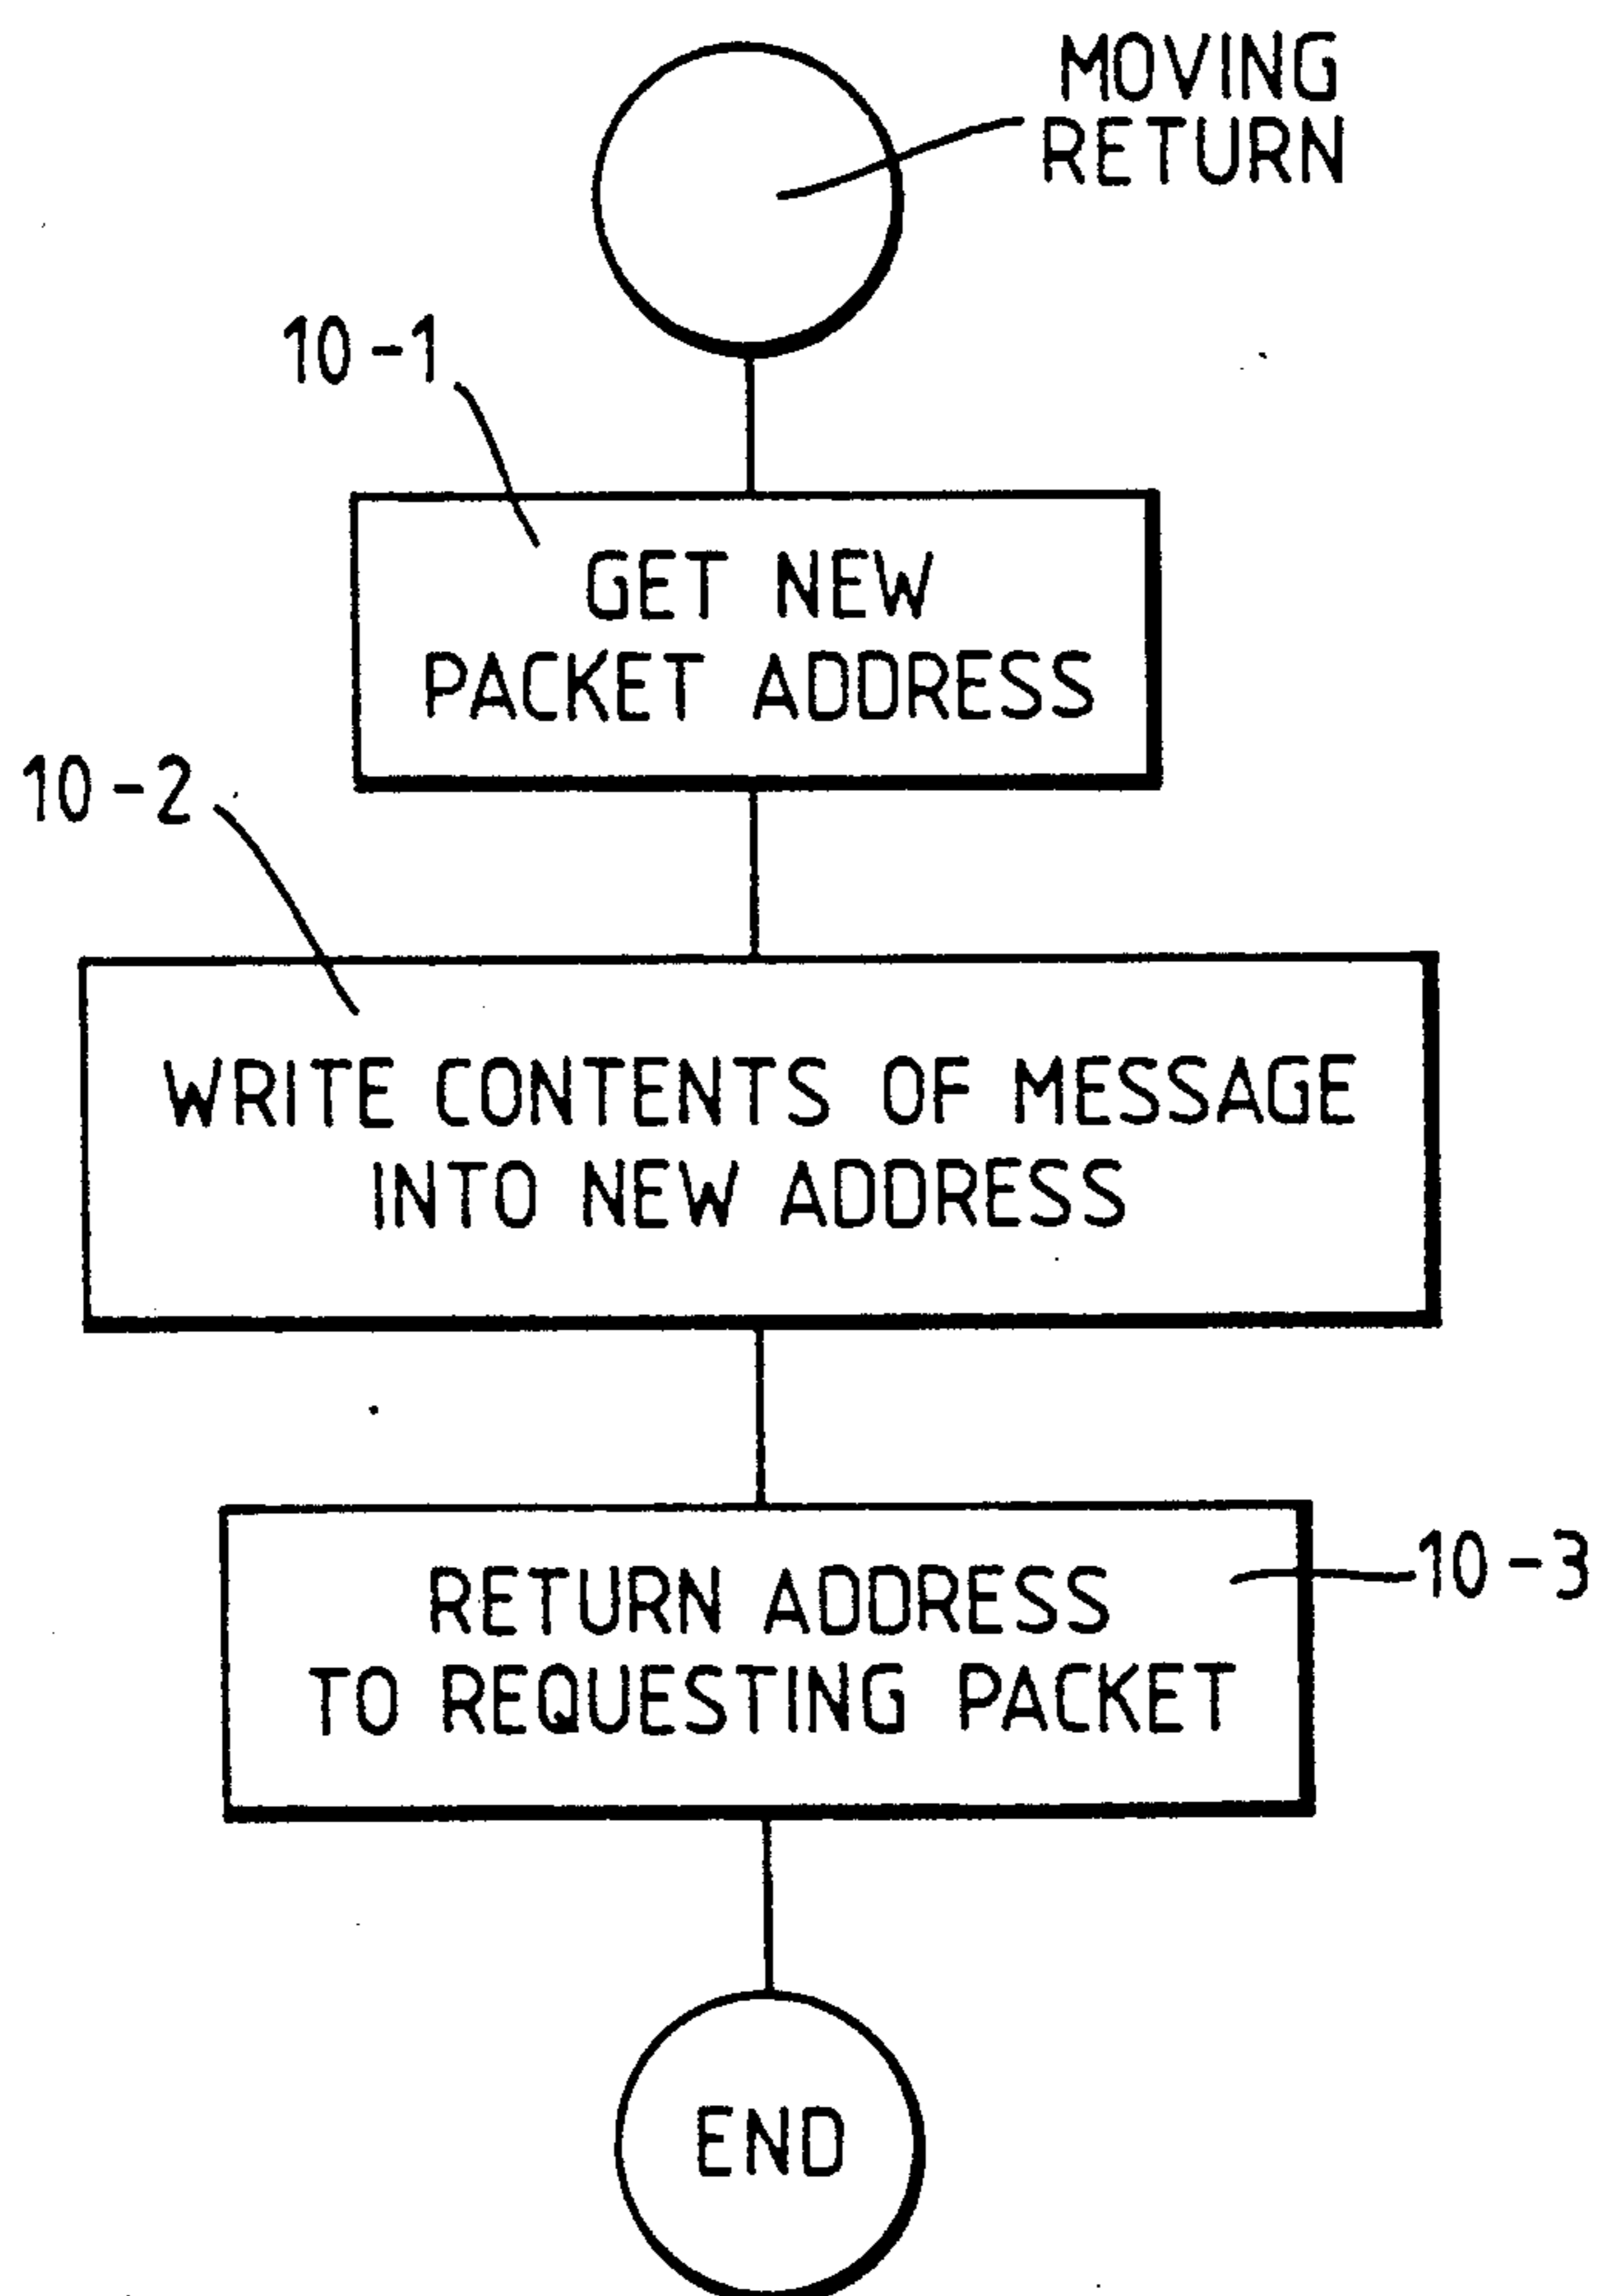 MOVING
RETURN
10-1
GET NEW
PACKET ADDRESS
10-2
WRITE CONTENTS OF MESSAGE
INTO NEW ADDRESS
RETURN ADDRESS
10-3
TO REQUESTING PACKET
END